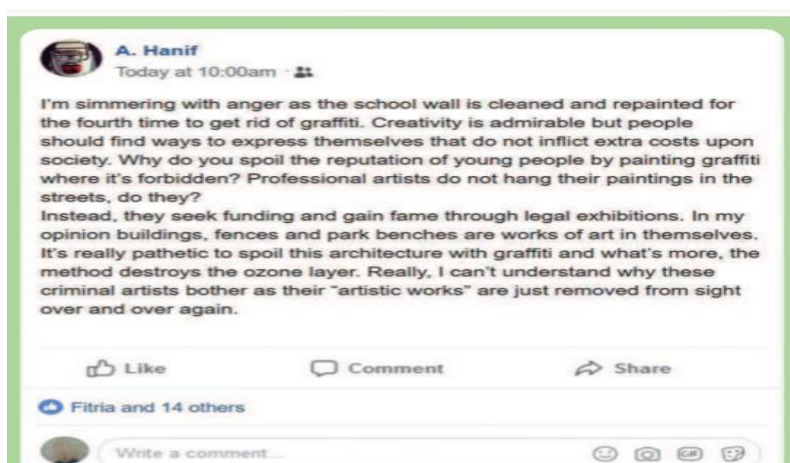 A. Hanif
Today at 10:00am
I'm simmering with anger as the school wall is cleaned and repainted for
the fourth time to get rid of graffiti. Creativity is admirable but people
should find ways to express themselves that do not inflict extra costs upon
society. Why do you spoil the reputation of young people by painting graffiti
where it's forbidden? Professional artists do not hang their paintings in the
streets, do they?
Instead, they seek funding and gain fame through legal exhibitions. In my
opinion buildings, fences and park benches are works of art in themselves.
It's really pathetic to spoil this architecture with graffiti and what's more, the
method destroys the ozone layer. Really, I can't understand why these
criminal artists bother as their "artistic works" are just removed from sight
over and over again.
Like Comment Share
Fitria and 14 others
Write a comment... GIF